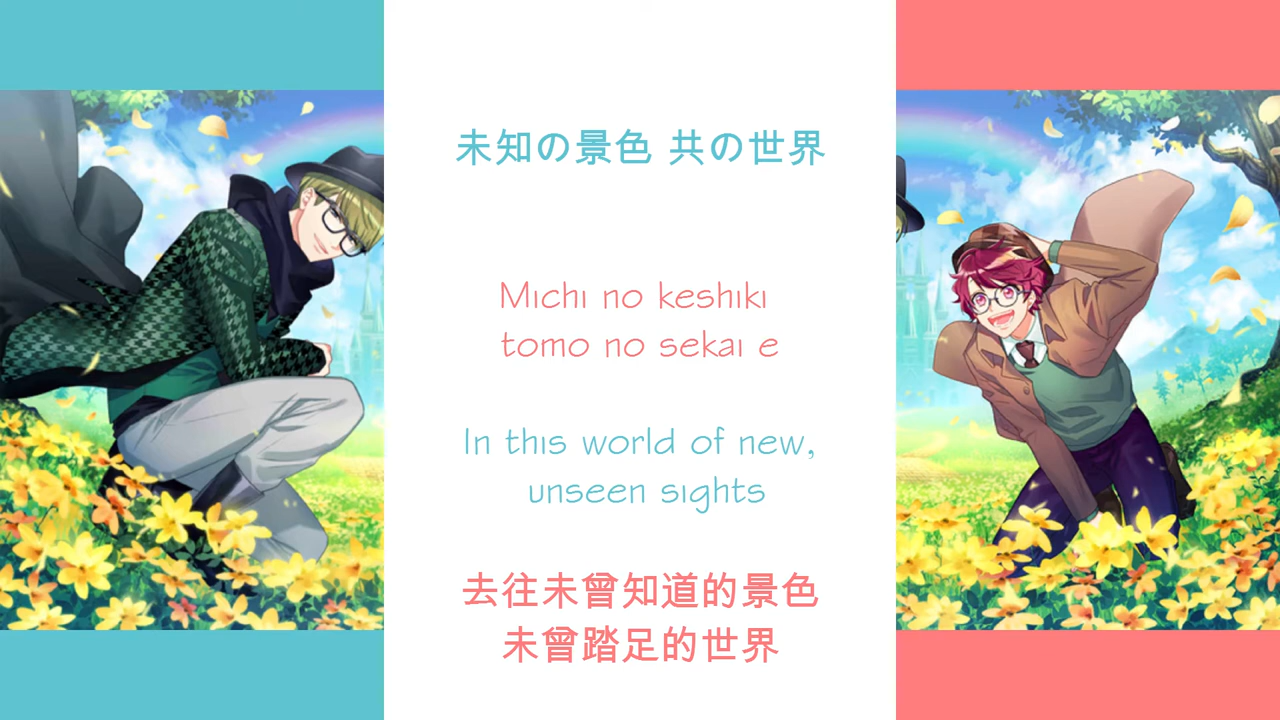 未知の景色 共の世界
Michi no keshiki
tomo no sekai e
In this world of new,
unseen sights
去往未曾知道的景色
未曾踏足的世界